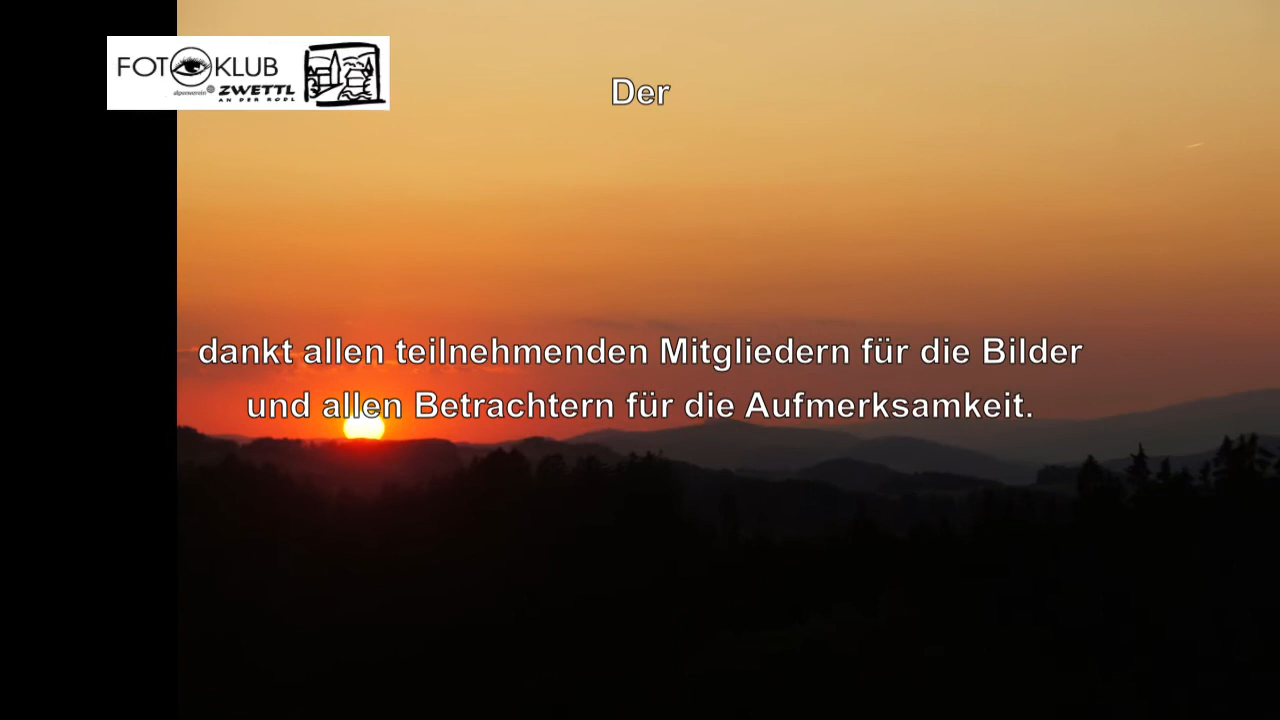 FOTOKLUB
alpenverein
ZWETTL
AN DER RODL
Der
dankt allen teilnehmenden Mitgliedern für die Bilder
und allen Betrachtern für die Aufmerksamkeit.